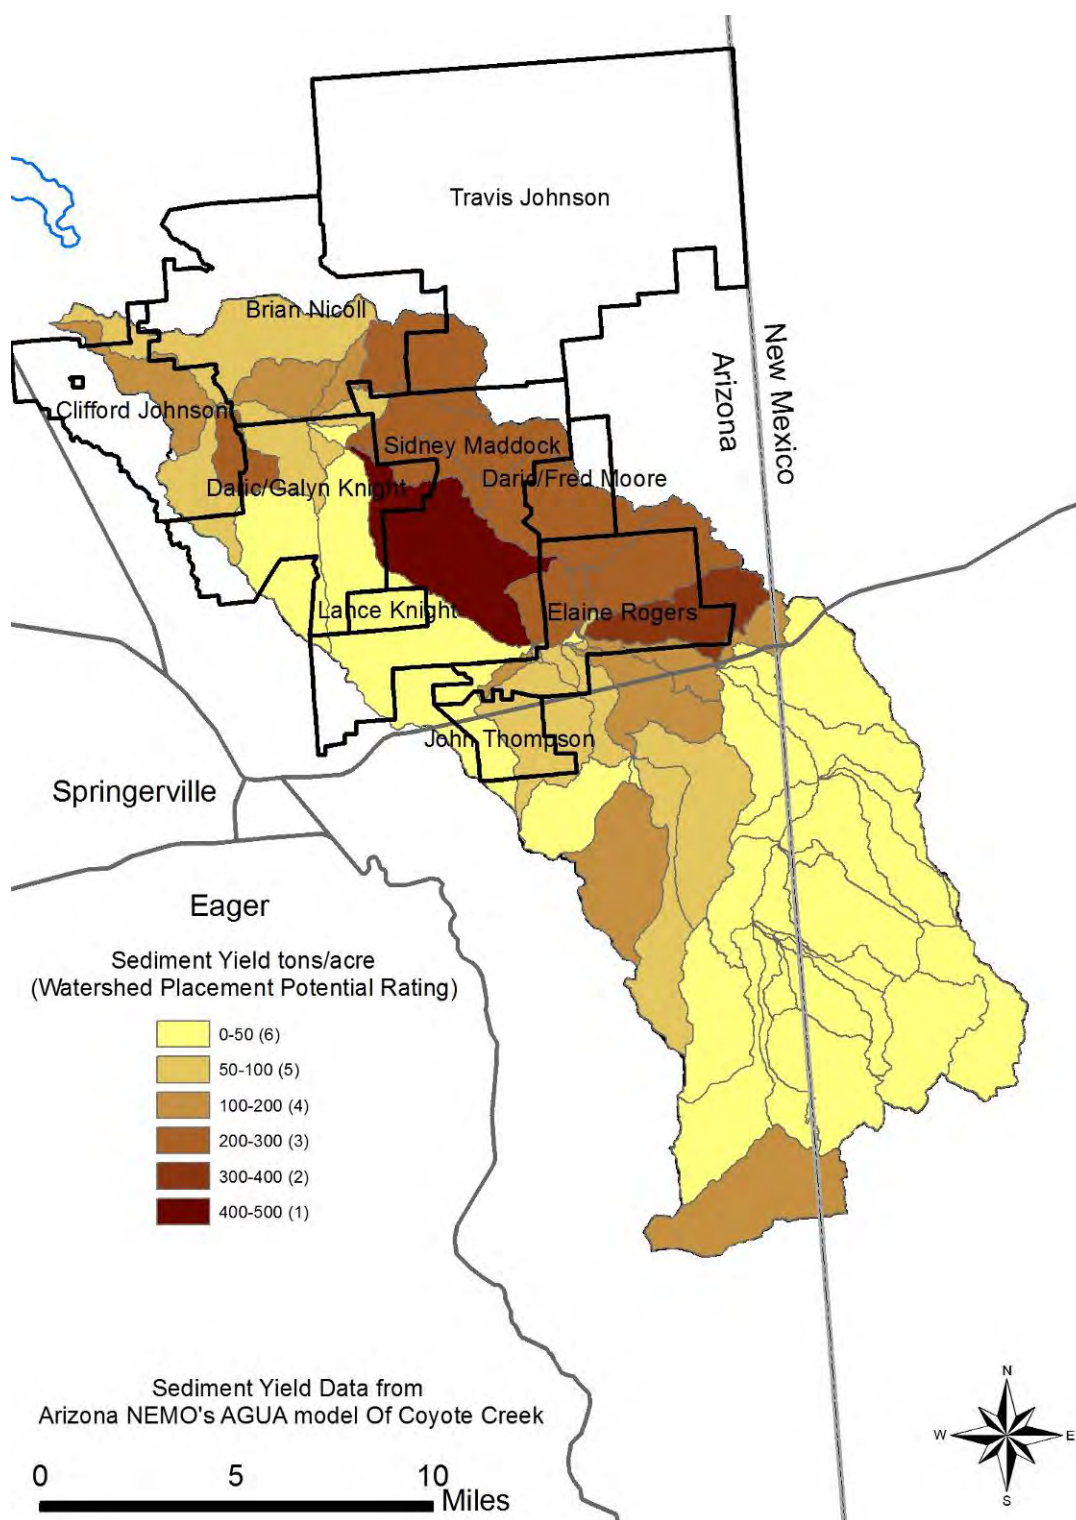 Travis Johnson
Brian Nicoll
New Mexico
Arizona
Clifford Johnson
Sidney Maddock
Daric/Fred Moore
Daric/Galyn Knight
Lance Knight
Elaine Rogers
John Thompson
Springerville
Eager
Sediment Yield tons/acre
(Watershed Placement Potential Rating)
0-50 (6)
50-100 (5)
100-200 (4)
200-300 (3)
300-400 (2)
400-500 (1)
Sediment Yield Data from
Arizona NEMO's AGUA model Of Coyote Creek
0 5 10
Miles
N
W E
S